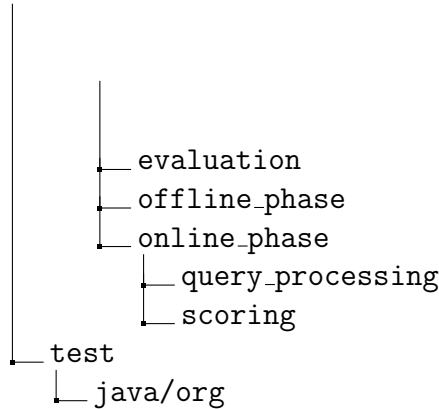 evaluation
offline_phase
online_phase
query_processing
scoring
test
java/org